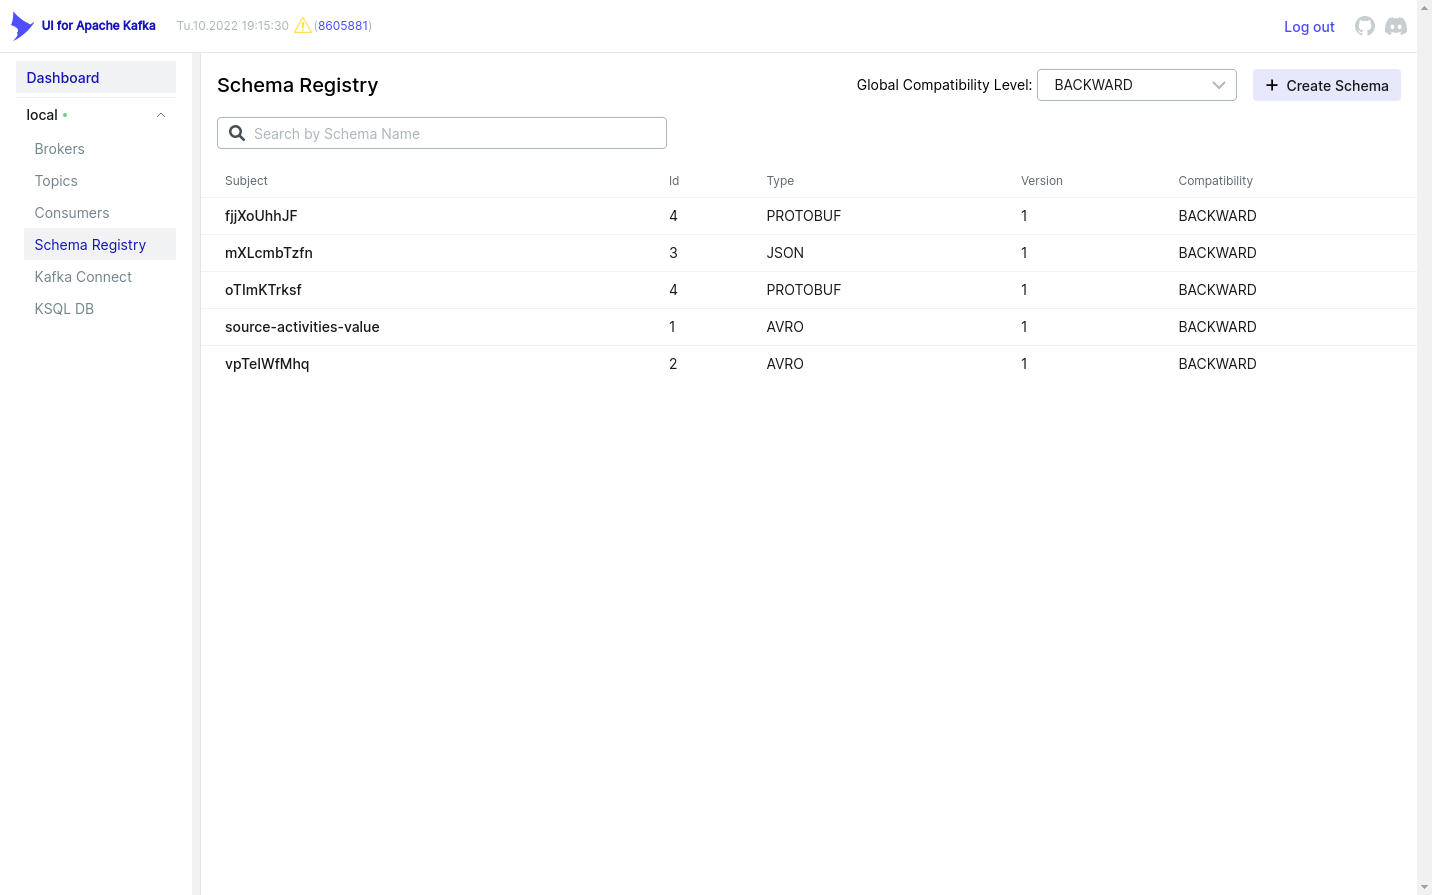 UI for Apache Kafka Tu.10.2022 19:15:30 (8605881) Log out
Dashboard
local
Brokers
Topics
Consumers
Schema Registry
Kafka Connect
KSQL DB
Schema Registry Global Compatibility Level: BACKWARD Create Schema
Search by Schema Name
Subject Id Type Version Compatibility
fjjXoUhhJF 4 PROTOBUF 1 BACKWARD
mXLcmbTzfn 3 JSON 1 BACKWARD
oTlmKTrksf 4 PROTOBUF 1 BACKWARD
source-activities-value 1 AVRO 1 BACKWARD
vpTeIWfMhq 2 AVRO 1 BACKWARD